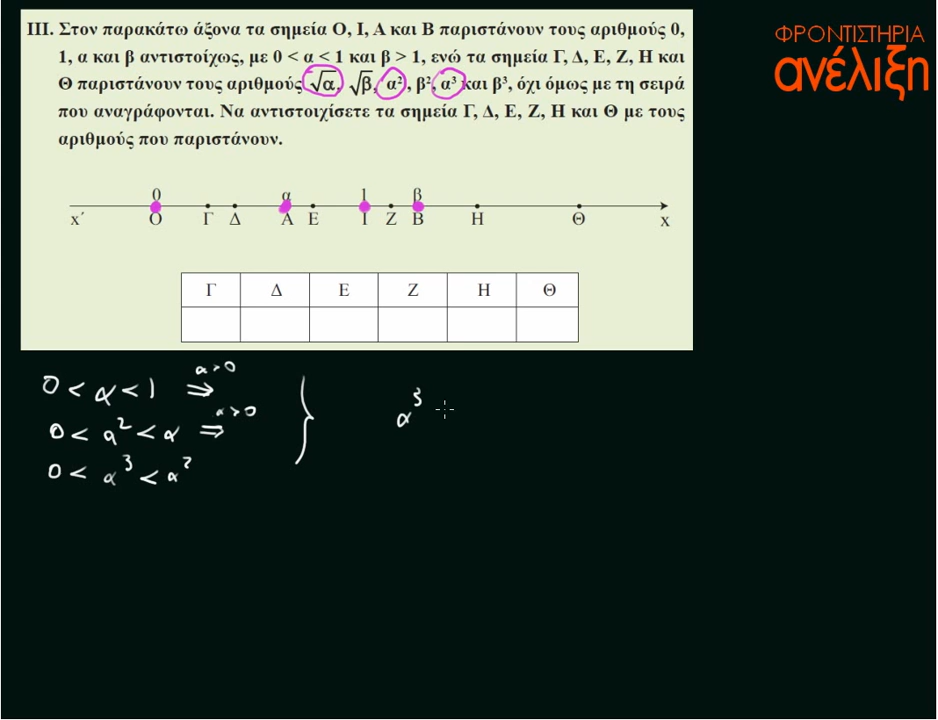 III. Στον παρακάτω άξονα τα σημεία Ο, Ι, Α και Β παριστάνουν τους αριθμούς 0,
1, α και β αντιστοίχως, με 0 < α < 1 και β > 1, ενώ τα σημεία Γ, Δ, Ε, Ζ, Η και
Θ παριστάνουν τους αριθμούς √α, √β, α², β², α³ και β³, όχι όμως με τη σειρά
που αναγράφονται. Να αντιστοιχίσετε τα σημεία Γ, Δ, Ε, Ζ, Η και Θ με τους
αριθμούς που παριστάνουν.
0 α 1 β
x΄ Ο Γ Δ Α Ε Ι Ζ Β Η Θ x
Γ Δ Ε Ζ Η Θ
ΦΡΟΝΤΙΣΤΗΡΙΑ
ανέλιξη
0 < α < 1 ⇒ α > 0
0 < α² < α ⇒ α > 0
0 < α³ < α²
} α³